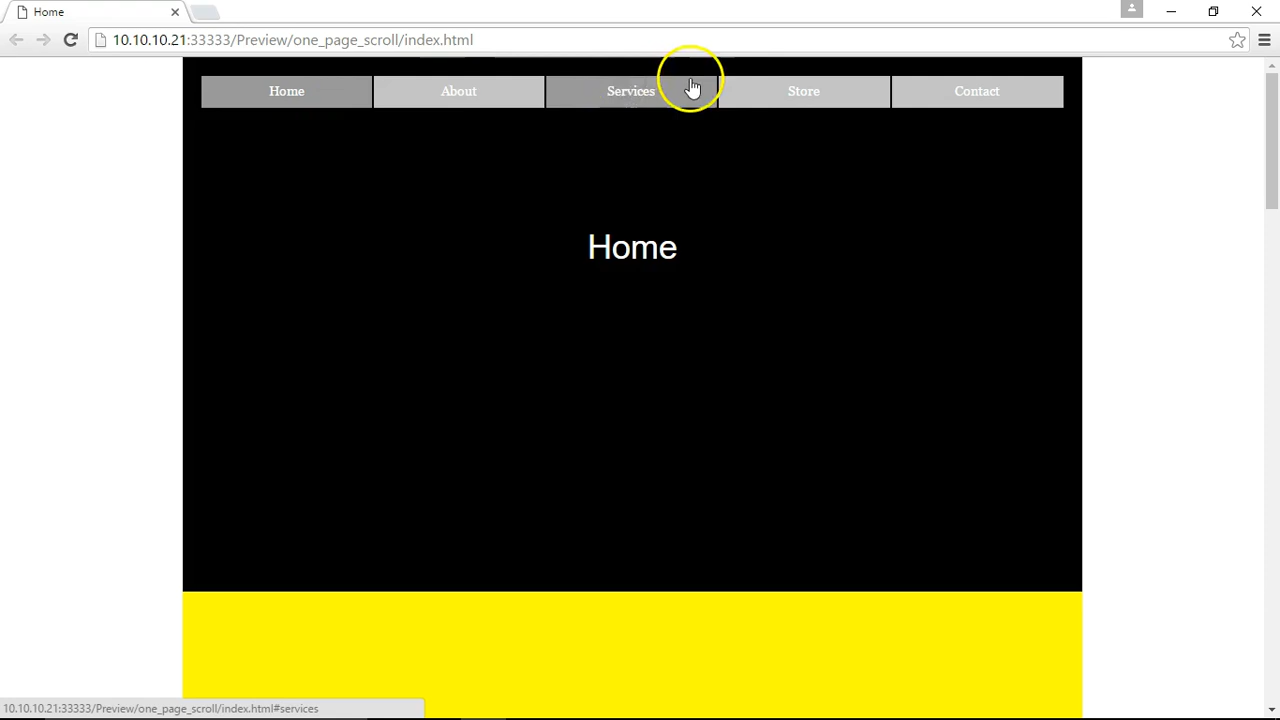 Home
10.10.10.21:33333/Preview/one_page_scroll/index.html
Home About Services Store Contact
Home
10.10.10.21:33333/Preview/one_page_scroll/index.html#services